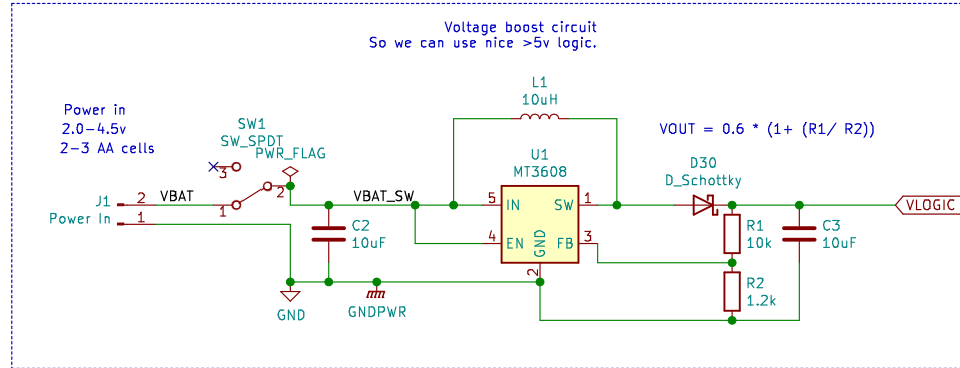 Voltage boost circuit
So we can use nice >5v logic.
L1
10uH
Power in
2.0-4.5v
2-3 AA cells
SW1
SW_SPDT
PWR_FLAG
VOUT = 0.6 * (1+ (R1/ R2))
3
U1
MT3608
D30
D_Schottky
J1
Power In
2
1
VBAT
1
2
VBAT_SW
5
IN
SW
1
4
EN
FB
3
GND
2
VLOGIC
C2
10uF
R1
10k
C3
10uF
R2
1.2k
GND
GNDPWR